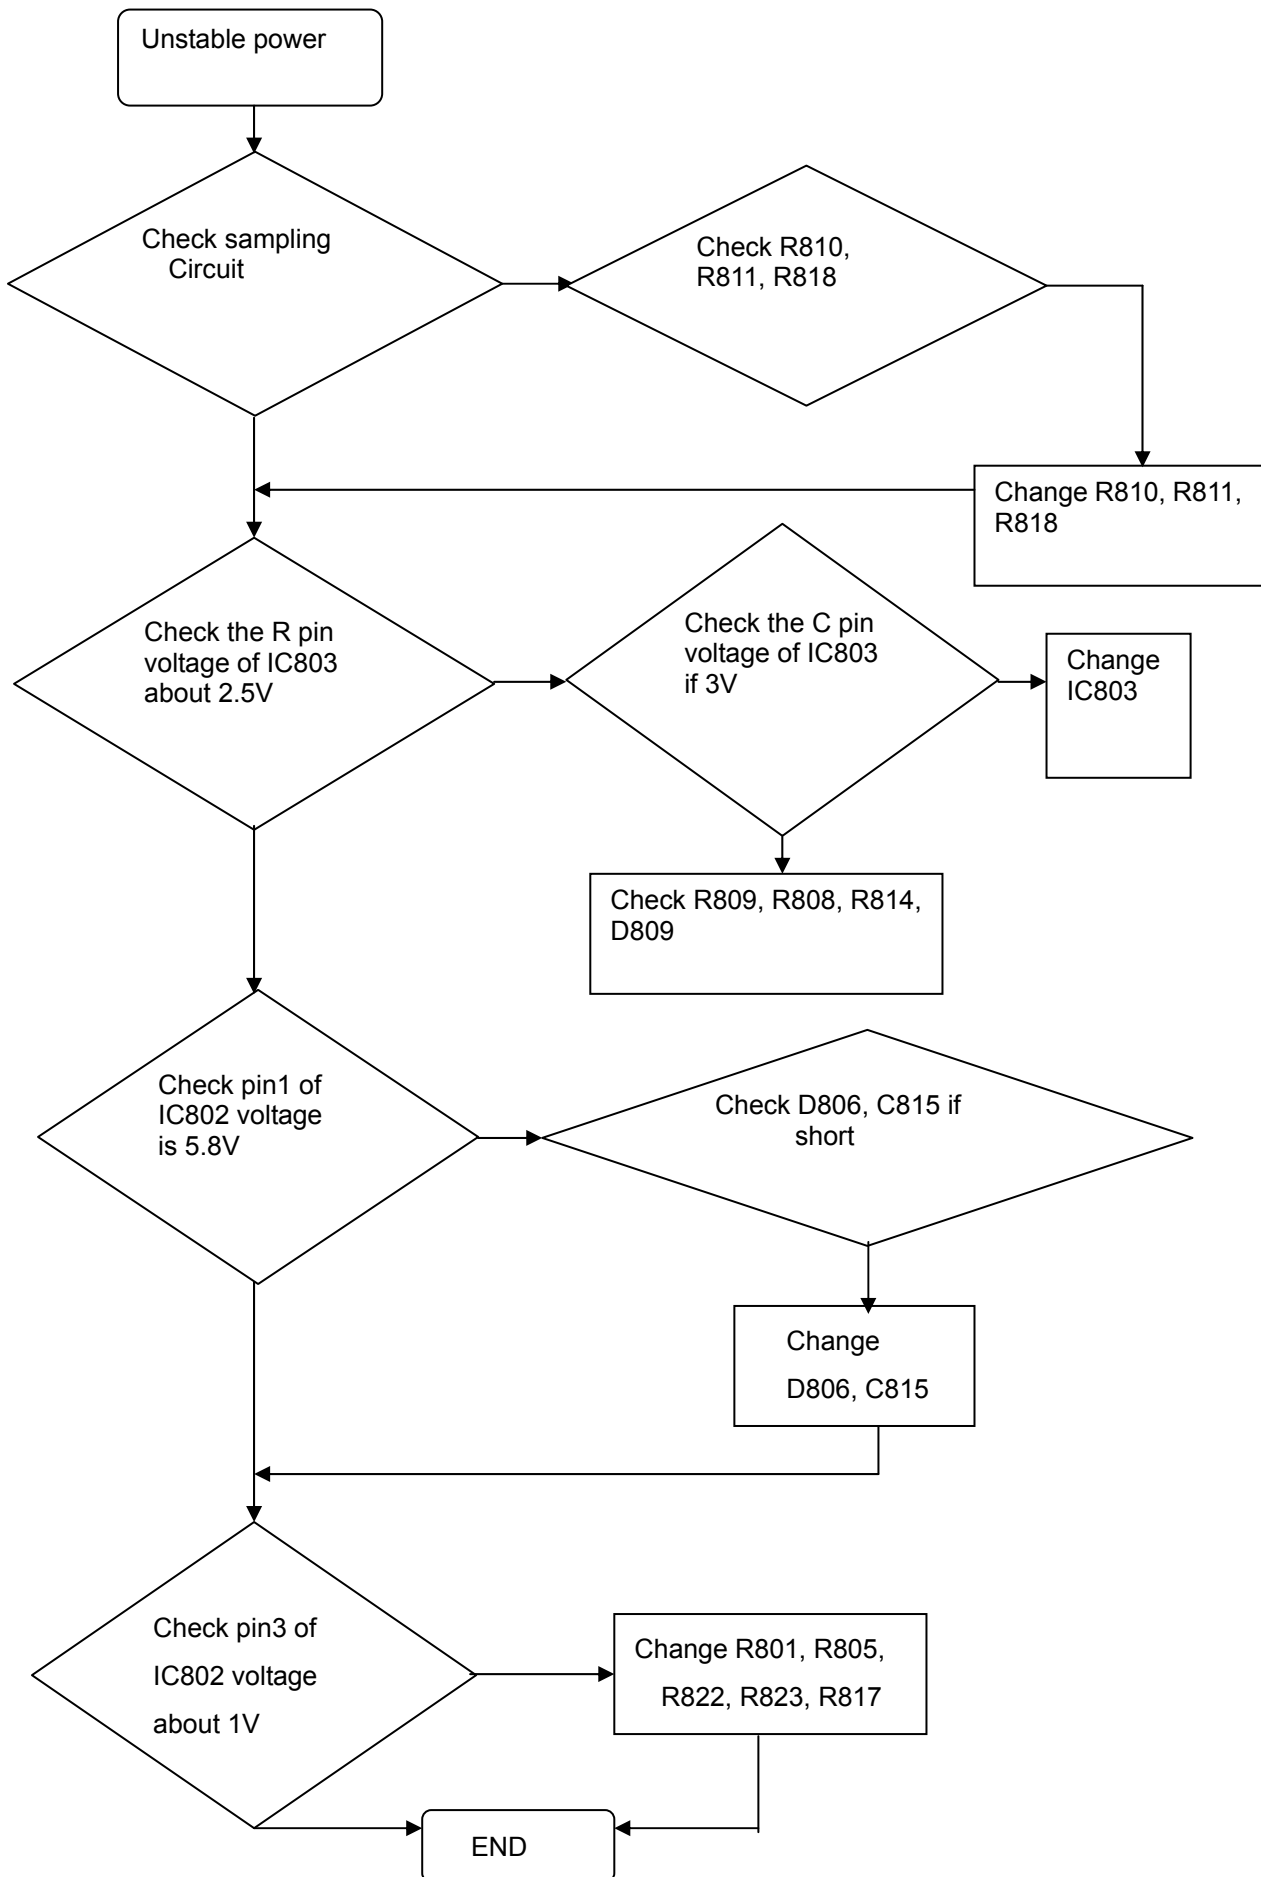 Unstable power
Check sampling
Circuit
Check R810,
R811, R818
Change R810, R811,
R818
Check the R pin
voltage of IC803
about 2.5V
Check the C pin
voltage of IC803
if 3V
Change
IC803
Check R809, R808, R814,
D809
Check pin1 of
IC802 voltage
is 5.8V
Check D806, C815 if
short
Change
D806, C815
Check pin3 of
IC802 voltage
about 1V
Change R801, R805,
R822, R823, R817
END